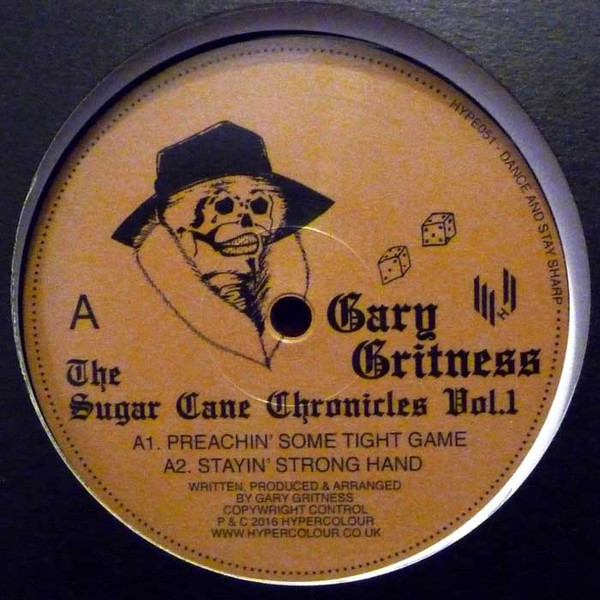 HYPE051 - DANCE AND STAY SHARP
H
A
Gary
Gritness
The
Sugar Cane Chronicles Vol.1
A1. PREACHIN' SOME TIGHT GAME
A2. STAYIN' STRONG HAND
WRITTEN, PRODUCED & ARRANGED
BY GARY GRITNESS
COPYWRIGHT CONTROL
P & C 2016 HYPERCOLOUR
WWW.HYPERCOLOUR.CO.UK